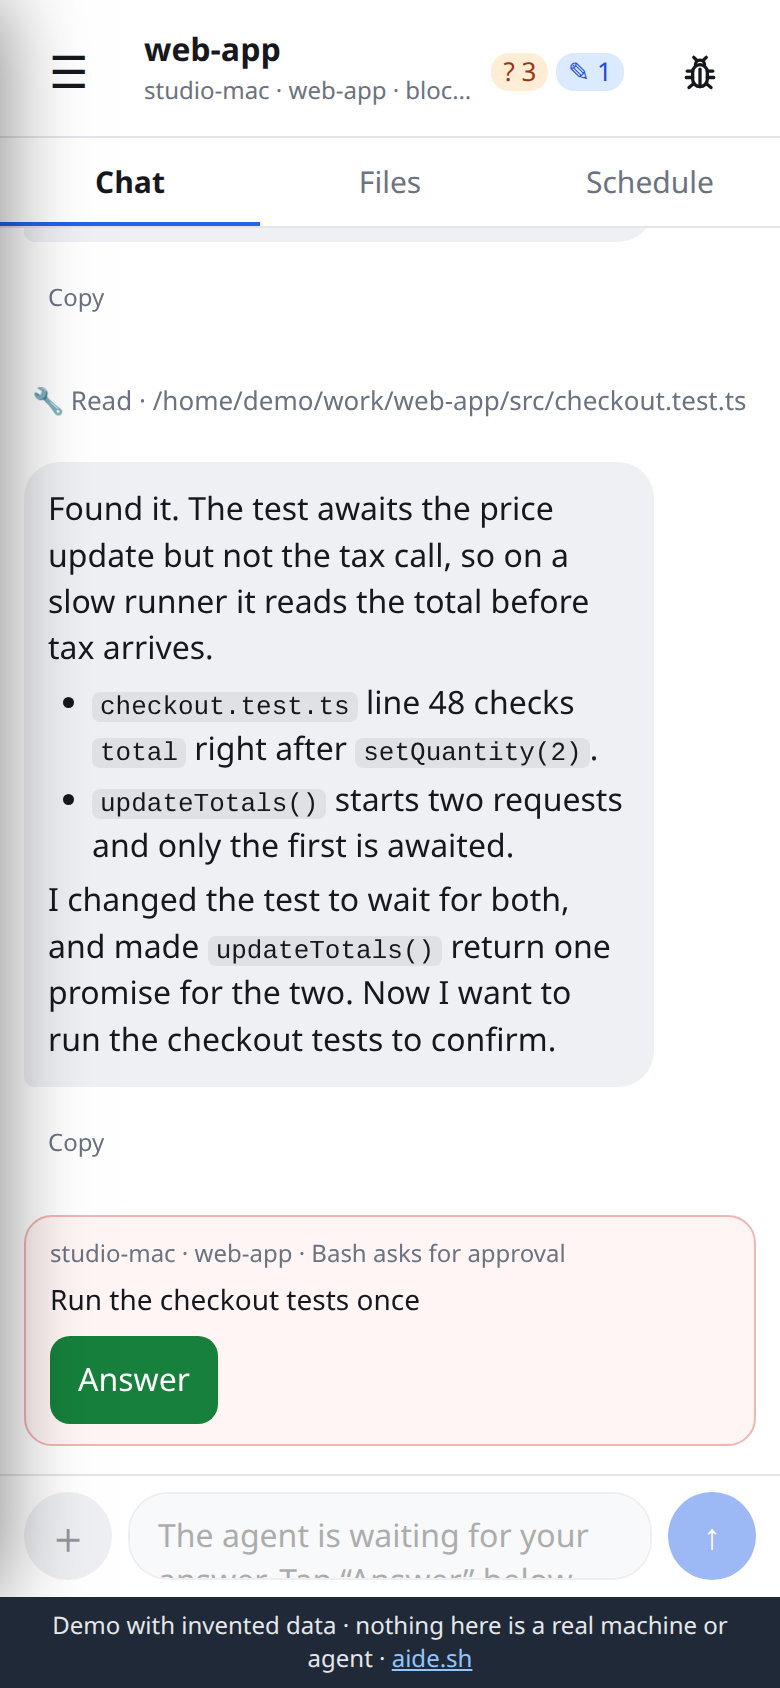 ☰
web-app
studio-mac · web-app · bloc...
? 3
✎ 1
Chat
Files
Schedule
Copy
🔧 Read · /home/demo/work/web-app/src/checkout.test.ts
Found it. The test awaits the price
update but not the tax call, so on a
slow runner it reads the total before
tax arrives.
• checkout.test.ts line 48 checks
total right after setQuantity(2).
• updateTotals() starts two requests
and only the first is awaited.
I changed the test to wait for both,
and made updateTotals() return one
promise for the two. Now I want to
run the checkout tests to confirm.
Copy
studio-mac · web-app · Bash asks for approval
Run the checkout tests once
Answer
+
The agent is waiting for your
answer. Tap “Answer” below
↑
Demo with invented data · nothing here is a real machine or
agent · aide.sh